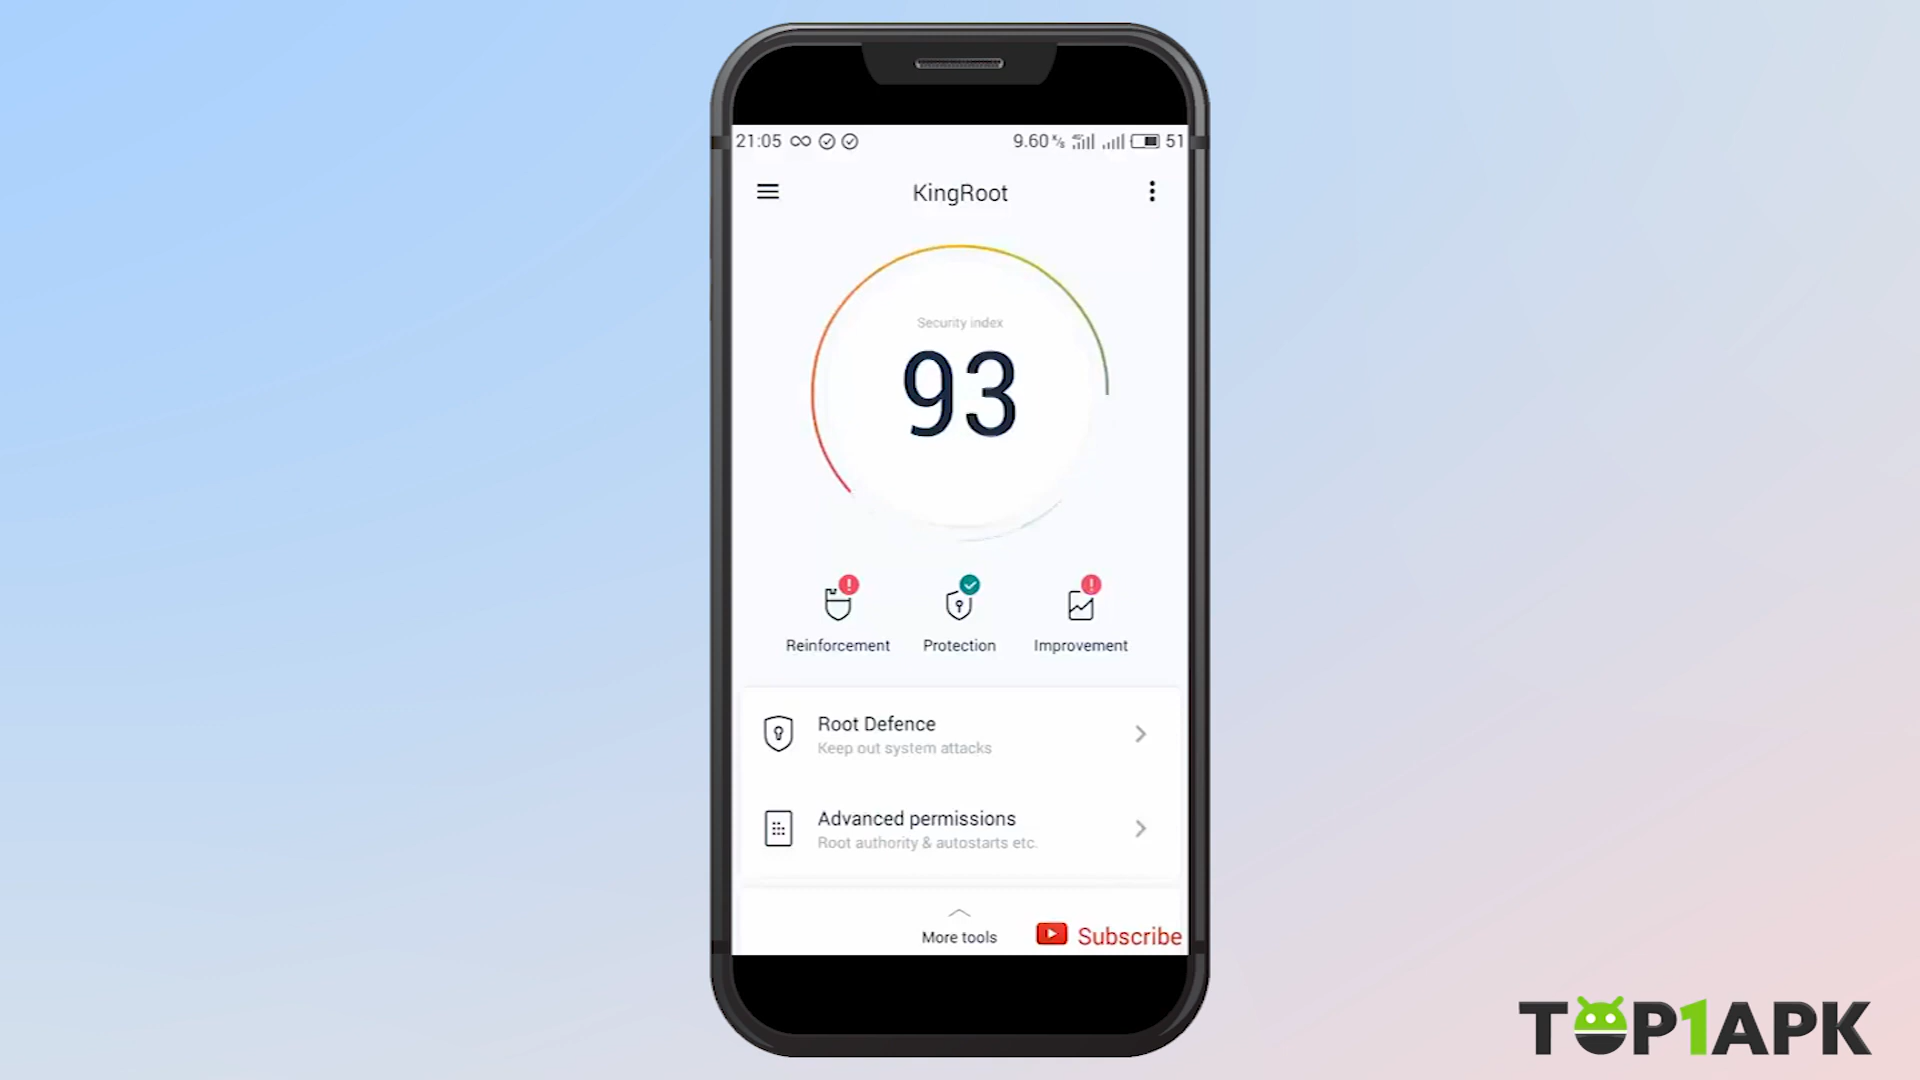 21:05 9.60 K/s 4G 51
KingRoot
Security index
93
Reinforcement Protection Improvement
Root Defence
Keep out system attacks
Advanced permissions
Root authority & autostarts etc.
More tools
Subscribe
TOP1APK